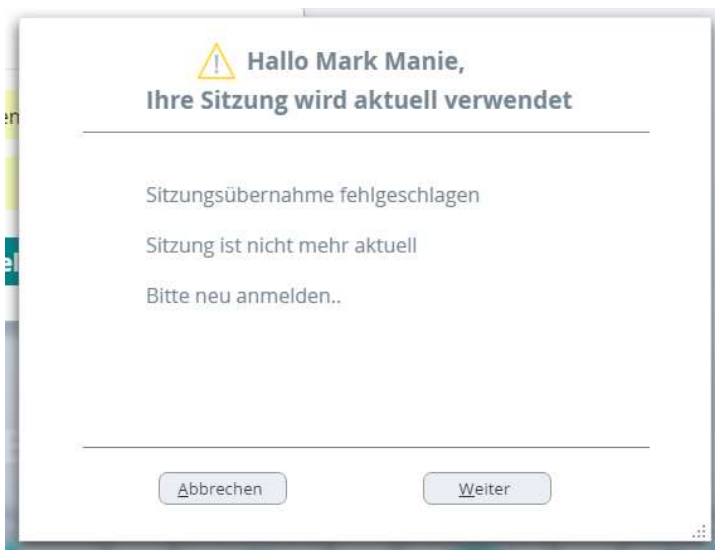 Hallo Mark Manie,
Ihre Sitzung wird aktuell verwendet
Sitzungsübernahme fehlgeschlagen
Sitzung ist nicht mehr aktuell
Bitte neu anmelden..
Abbrechen Weiter